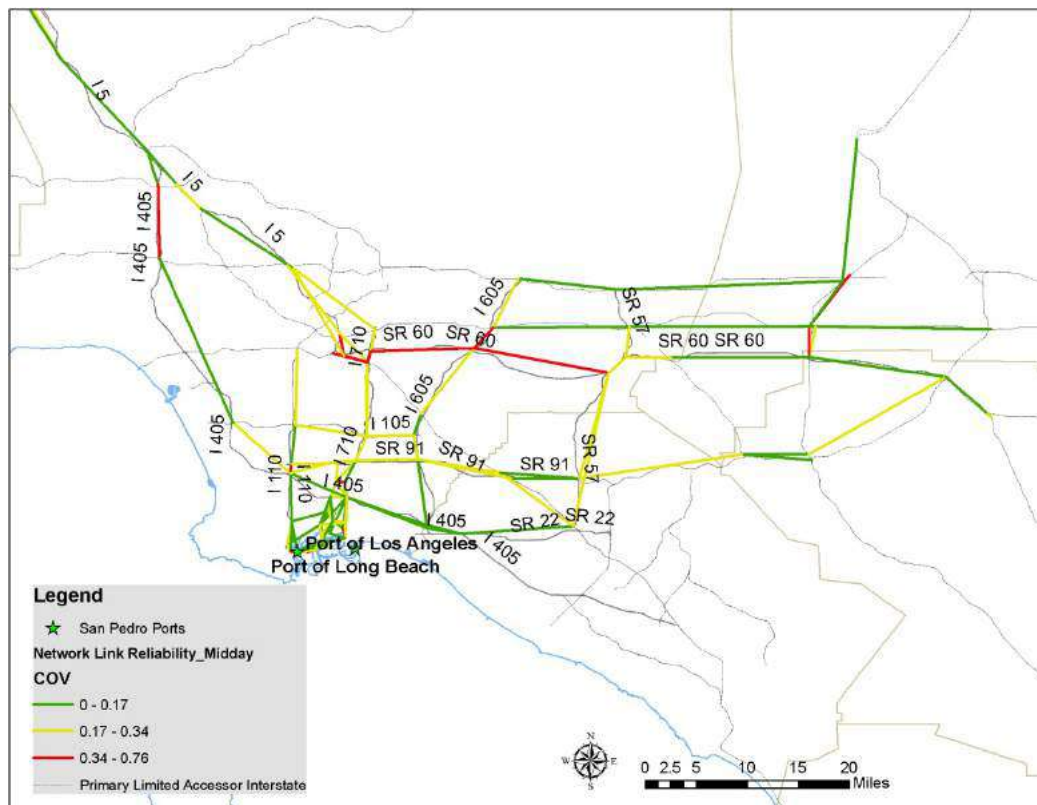 I 5
I 5
I 405
I 405
I 5
I 605
SR 57
I 710
SR 60
SR 60
SR 60 SR 60
I 605
I 405
I 105
I 710
SR 91
SR 91
SR 91
SR 57
I 110
I 110
I 405
I 405
SR 22
SR 22
I 405
Port of Los Angeles
Port of Long Beach
Legend
San Pedro Ports
Network Link Reliability_Midday
COV
0 - 0.17
0.17 - 0.34
0.34 - 0.76
Primary Limited Accessor Interstate
N
W E
S
0 2.5 5 10 15 20
Miles